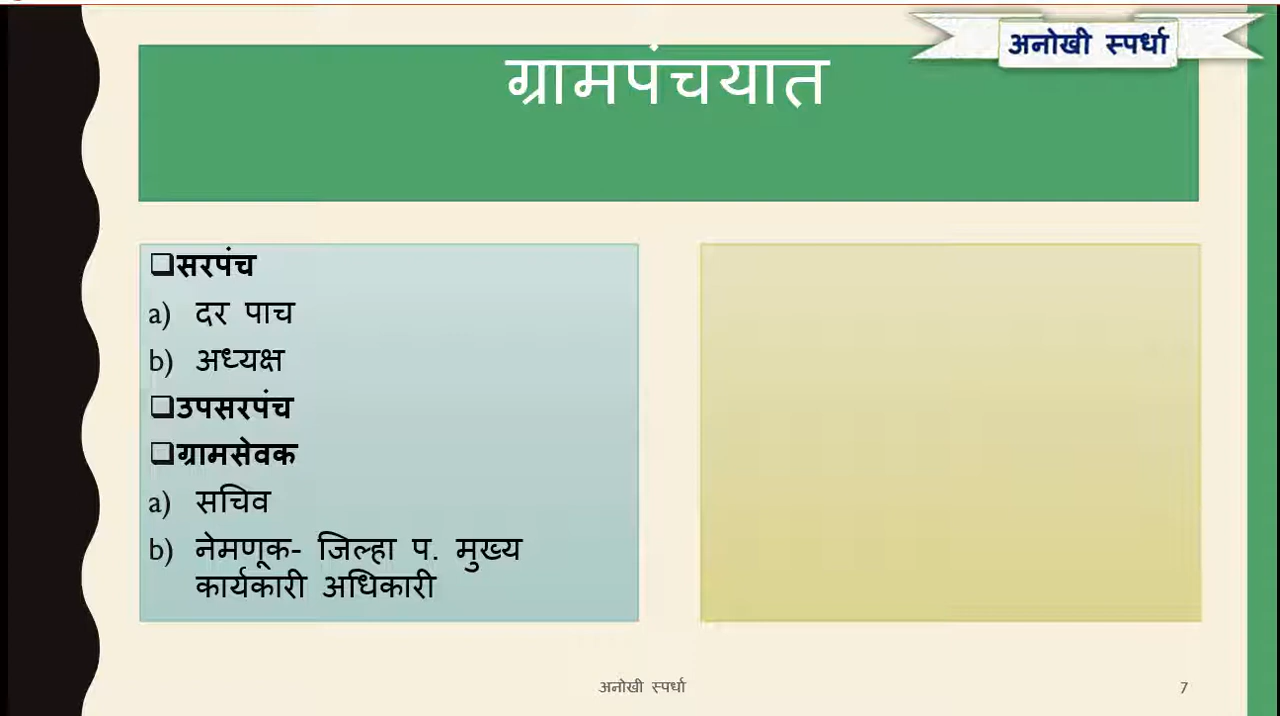 अनोखी स्पर्धा
ग्रामपंचयात
❑सरपंच
a) दर पाच
b) अध्यक्ष
❑उपसरपंच
❑ग्रामसेवक
a) सचिव
b) नेमणूक- जिल्हा प. मुख्य
कार्यकारी अधिकारी
अनोखी स्पर्धा
7